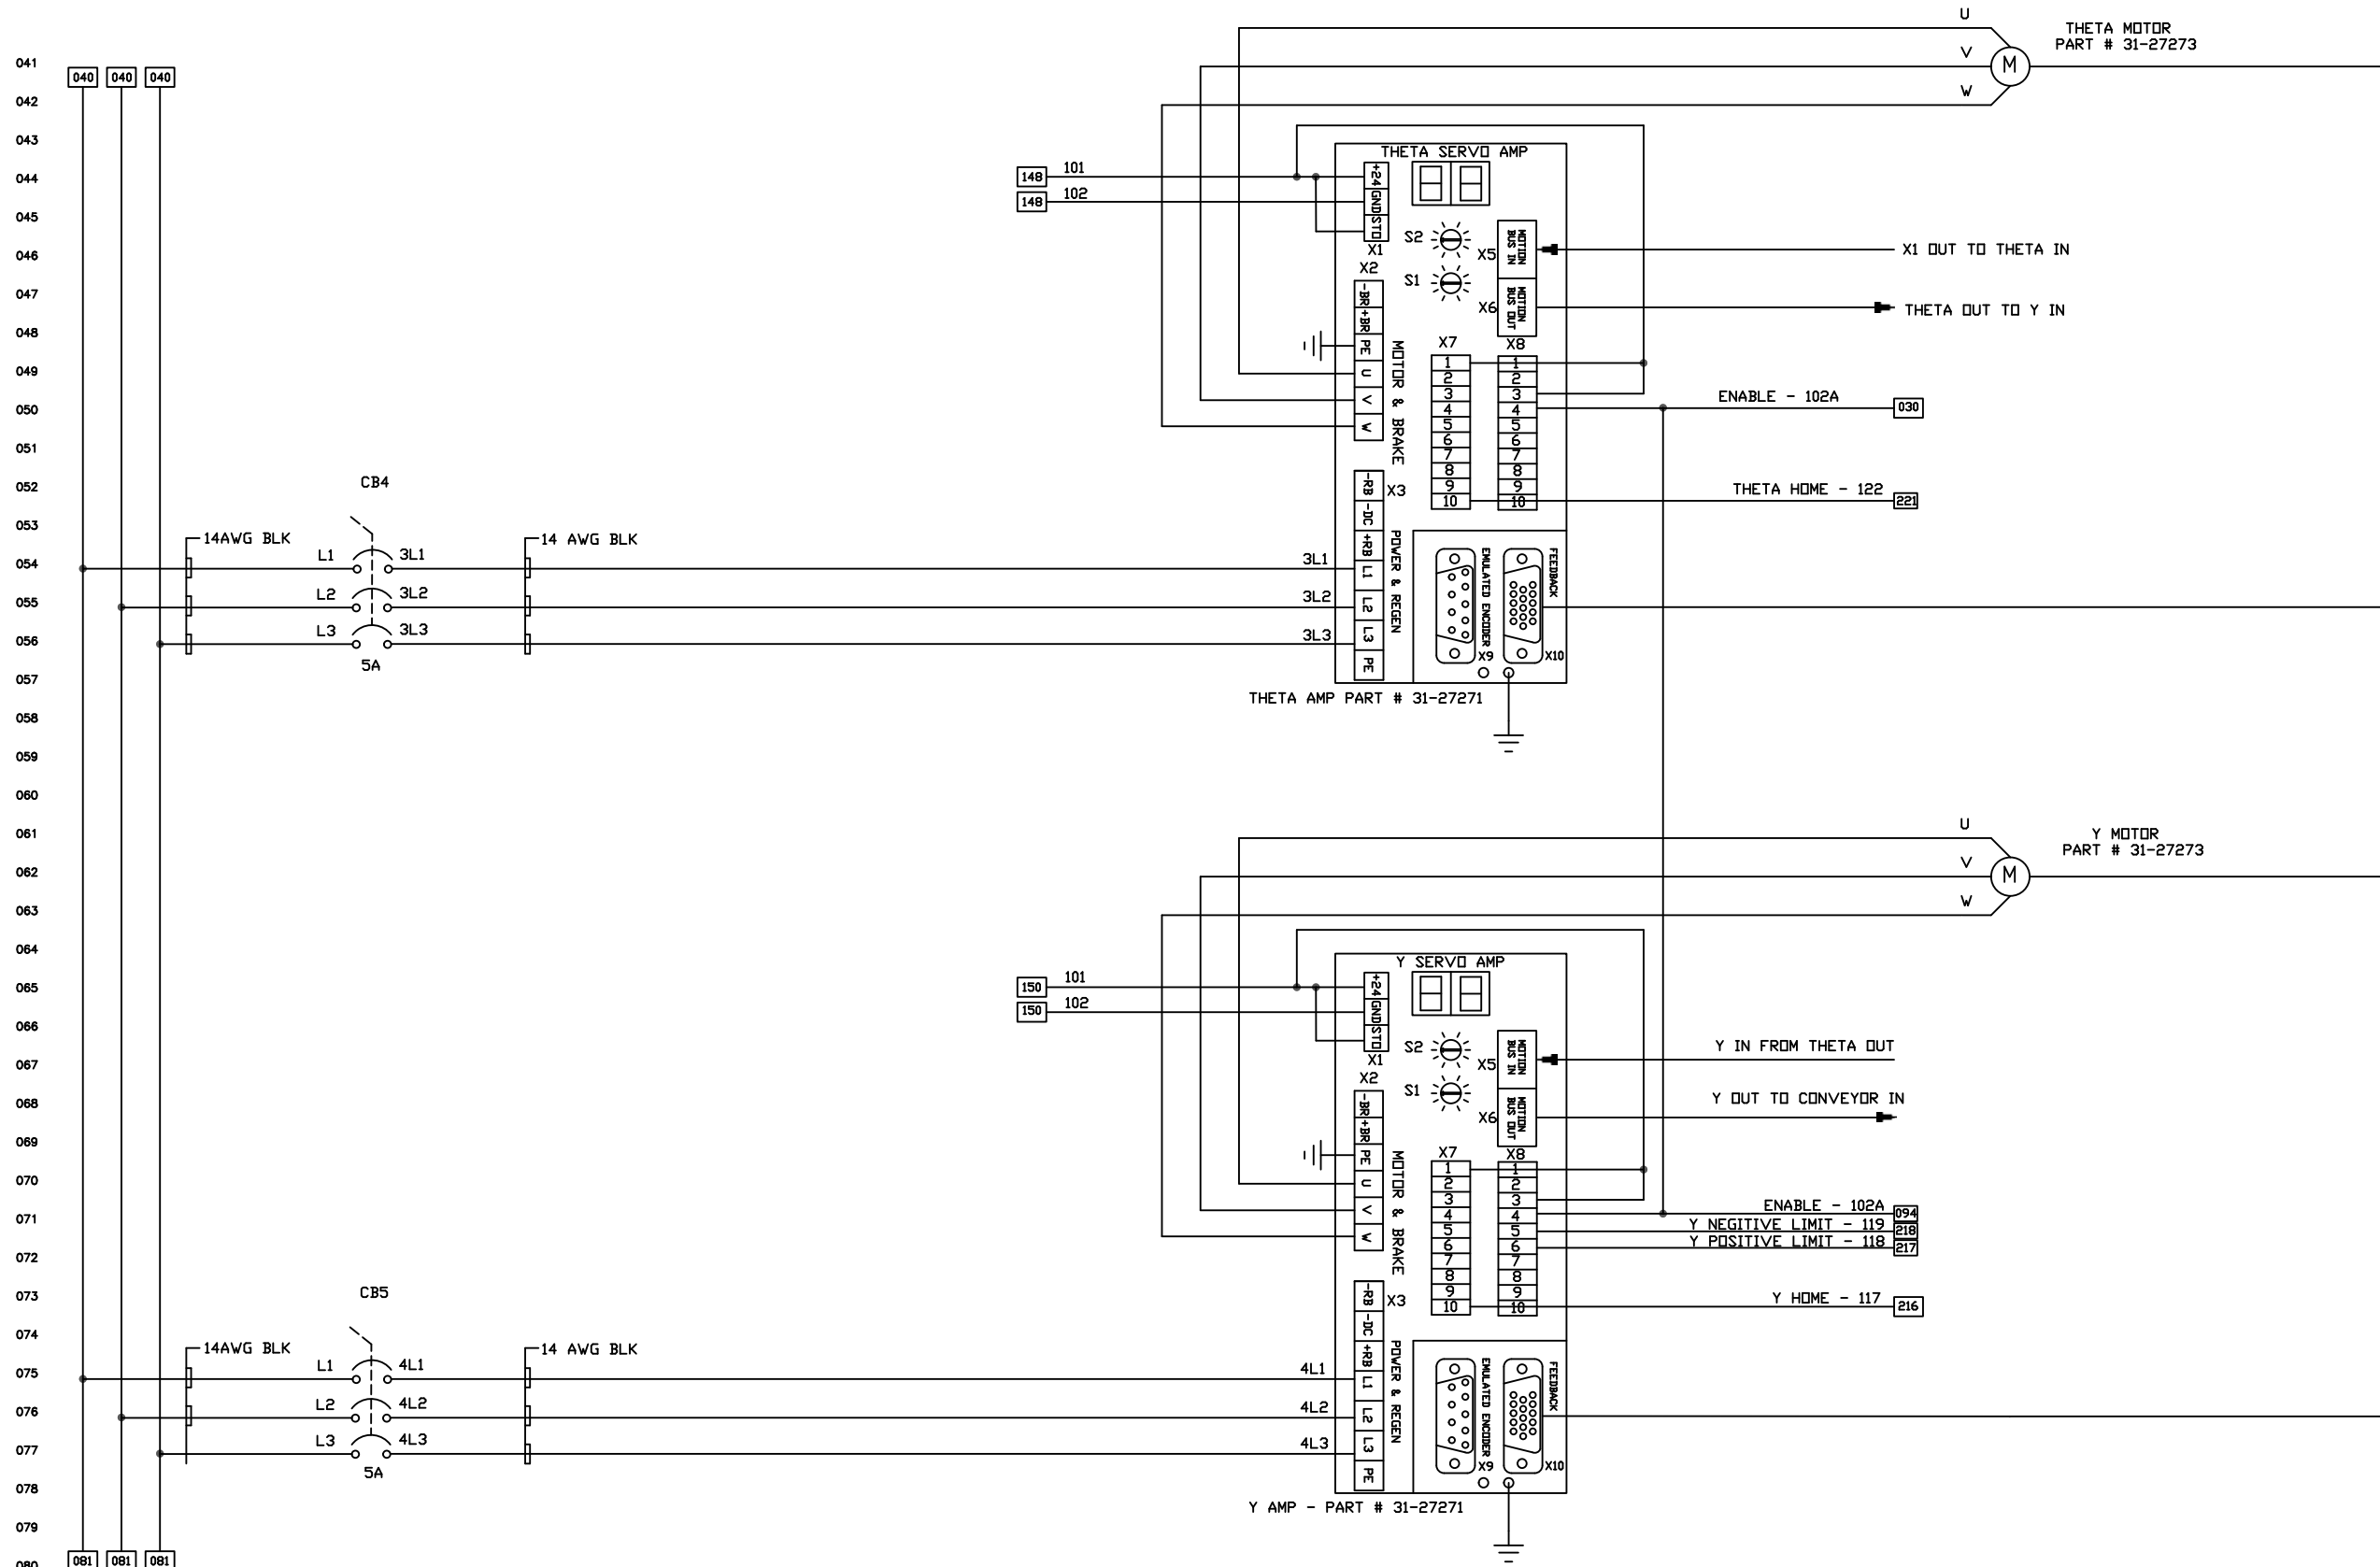 041
042
043
044
045
046
047
048
049
050
051
052
053
054
055
056
057
058
059
060
061
062
063
064
065
066
067
068
069
070
071
072
073
074
075
076
077
078
079
080
040 040 040
CB4
14AWG BLK
14 AWG BLK
L1 3L1
L2 3L2
L3 3L3
5A
U
V
W
M
THETA MOTOR
PART # 31-27273
148 101
148 102
THETA SERVO AMP
+24
GND
STO
X1
S2
S1
X5
MOTION
BUS IN
X1 OUT TO THETA IN
X6
MOTION
BUS OUT
THETA OUT TO Y IN
X2
-BR
+BR
PE
U
V
W
MOTOR & BRAKE
X7
1
2
3
4
5
6
7
8
9
10
X8
1
2
3
4
5
6
7
8
9
10
ENABLE - 102A 030
THETA HOME - 122 221
X3
-RB
-DC
+RB
L1
L2
L3
PE
POWER & REGEN
3L1
3L2
3L3
EMULATED ENCODER
X9
FEEDBACK
X10
THETA AMP PART # 31-27271
U
V
W
M
Y MOTOR
PART # 31-27273
150 101
150 102
Y SERVO AMP
+24
GND
STO
X1
S2
S1
X5
MOTION
BUS IN
Y IN FROM THETA OUT
X6
MOTION
BUS OUT
Y OUT TO CONVEYOR IN
X2
-BR
+BR
PE
U
V
W
MOTOR & BRAKE
X7
1
2
3
4
5
6
7
8
9
10
X8
1
2
3
4
5
6
7
8
9
10
ENABLE - 102A 094
Y NEGITIVE LIMIT - 119 218
Y POSITIVE LIMIT - 118 217
Y HOME - 117 216
CB5
14AWG BLK
14 AWG BLK
L1 4L1
L2 4L2
L3 4L3
5A
X3
-RB
-DC
+RB
L1
L2
L3
PE
POWER & REGEN
4L1
4L2
4L3
EMULATED ENCODER
X9
FEEDBACK
X10
Y AMP - PART # 31-27271
081 081 081